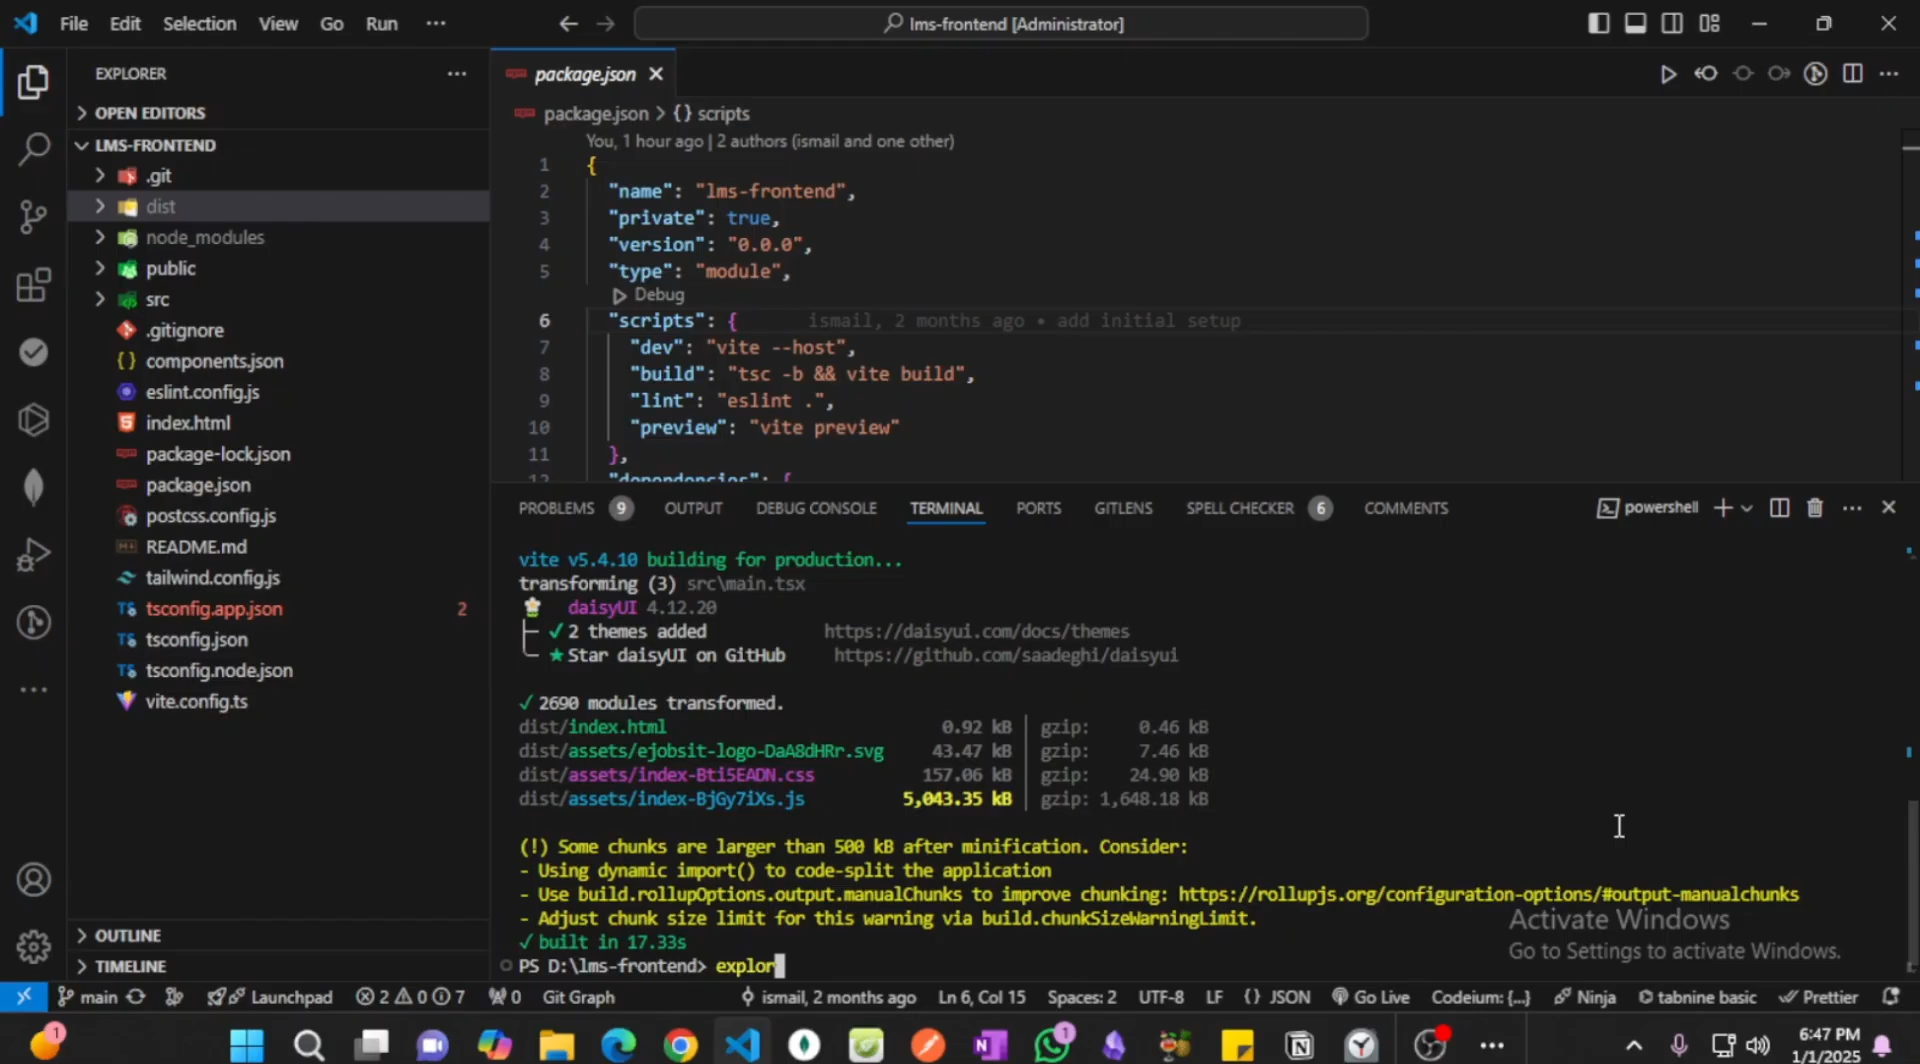 File Edit Selection View Go Run ··· lms-frontend [Administrator]
EXPLORER ···
OPEN EDITORS
LMS-FRONTEND
.git
dist
node_modules
public
src
.gitignore
components.json
eslint.config.js
index.html
package-lock.json
package.json
postcss.config.js
README.md
tailwind.config.js
TS tsconfig.app.json 2
TS tsconfig.json
TS tsconfig.node.json
vite.config.ts
OUTLINE
TIMELINE
package.json
package.json > {} scripts
You, 1 hour ago | 2 authors (ismail and one other)
1 {
2 "name": "lms-frontend",
3 "private": true,
4 "version": "0.0.0",
5 "type": "module",
Debug
6 "scripts": { ismail, 2 months ago • add initial setup
7 "dev": "vite --host",
8 "build": "tsc -b && vite build",
9 "lint": "eslint .",
10 "preview": "vite preview"
11 },
12 "dependencies": {
PROBLEMS 9 OUTPUT DEBUG CONSOLE TERMINAL PORTS GITLENS SPELL CHECKER 6 COMMENTS powershell
vite v5.4.10 building for production...
transforming (3) src\main.tsx
daisyUI 4.12.20
✓ 2 themes added https://daisyui.com/docs/themes
★ Star daisyUI on GitHub https://github.com/saadeghi/daisyui
✓ 2690 modules transformed.
dist/index.html 0.92 kB | gzip: 0.46 kB
dist/assets/ejobsit-logo-DaA8dHRr.svg 43.47 kB | gzip: 7.46 kB
dist/assets/index-Bti5EADN.css 157.06 kB | gzip: 24.90 kB
dist/assets/index-BjGy7iXs.js 5,043.35 kB | gzip: 1,648.18 kB
(!) Some chunks are larger than 500 kB after minification. Consider:
- Using dynamic import() to code-split the application
- Use build.rollupOptions.output.manualChunks to improve chunking: https://rollupjs.org/configuration-options/#output-manualchunks
- Adjust chunk size limit for this warning via build.chunkSizeWarningLimit.
✓ built in 17.33s
PS D:\lms-frontend> explor
Activate Windows
Go to Settings to activate Windows.
main Launchpad 2 0 7 0 Git Graph ismail, 2 months ago Ln 6, Col 15 Spaces: 2 UTF-8 LF {} JSON Go Live Codeium: {...} Ninja tabnine basic Prettier
1 1 6:47 PM
1/1/2025